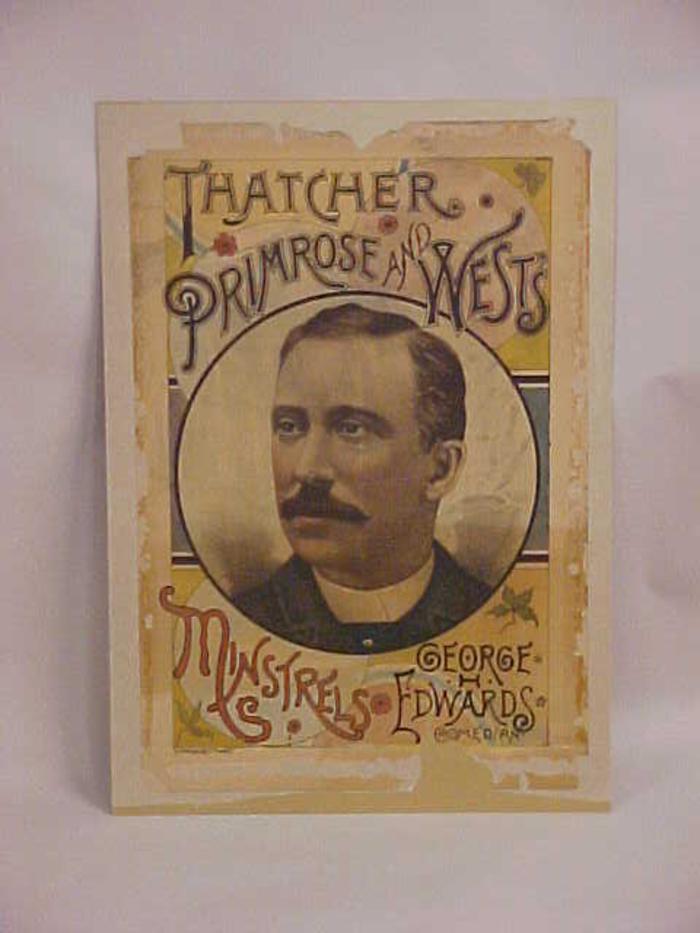 THATCHER
PRIMROSE AND WEST'S
MINSTRELS
GEORGE
H
EDWARDS
COMEDIAN